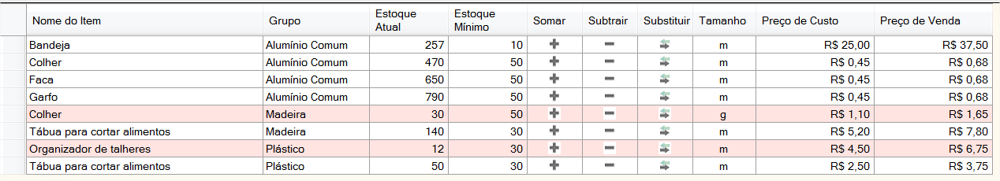 Nome do Item Grupo Estoque Atual Estoque Mínimo Somar Subtrair Substituir Tamanho Preço de Custo Preço de Venda
Bandeja Alumínio Comum 257 10 m R$ 25,00 R$ 37,50
Colher Alumínio Comum 470 50 m R$ 0,45 R$ 0,68
Faca Alumínio Comum 650 50 m R$ 0,45 R$ 0,68
Garfo Alumínio Comum 790 50 m R$ 0,45 R$ 0,68
Colher Madeira 30 50 g R$ 1,10 R$ 1,65
Tábua para cortar alimentos Madeira 140 30 m R$ 5,20 R$ 7,80
Organizador de talheres Plástico 12 30 m R$ 4,50 R$ 6,75
Tábua para cortar alimentos Plástico 50 30 m R$ 2,50 R$ 3,75